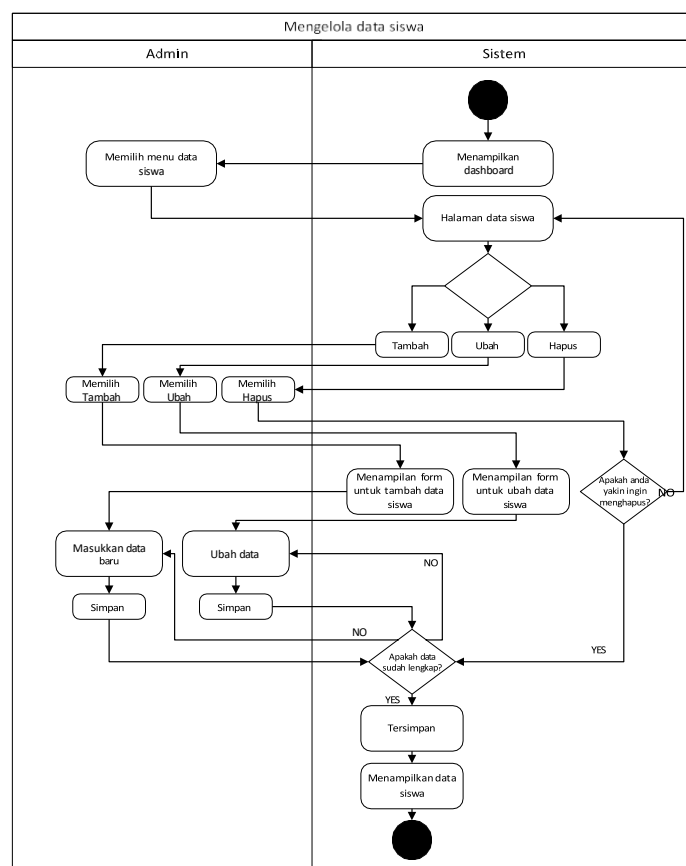 Mengelola data siswa
Admin
Sistem
Memilih menu data
siswa
Menampilkan
dashboard
Halaman data siswa
Tambah
Ubah
Hapus
Memilih
Tambah
Memilih
Ubah
Memilih
Hapus
Menampilan form
untuk tambah data
siswa
Menampilan form
untuk ubah data
siswa
Apakah anda
yakin ingin
menghapus?
NO
Masukkan data
baru
Ubah data
NO
Simpan
Simpan
NO
Apakah data
sudah lengkap?
YES
YES
Tersimpan
Menampilkan data
siswa